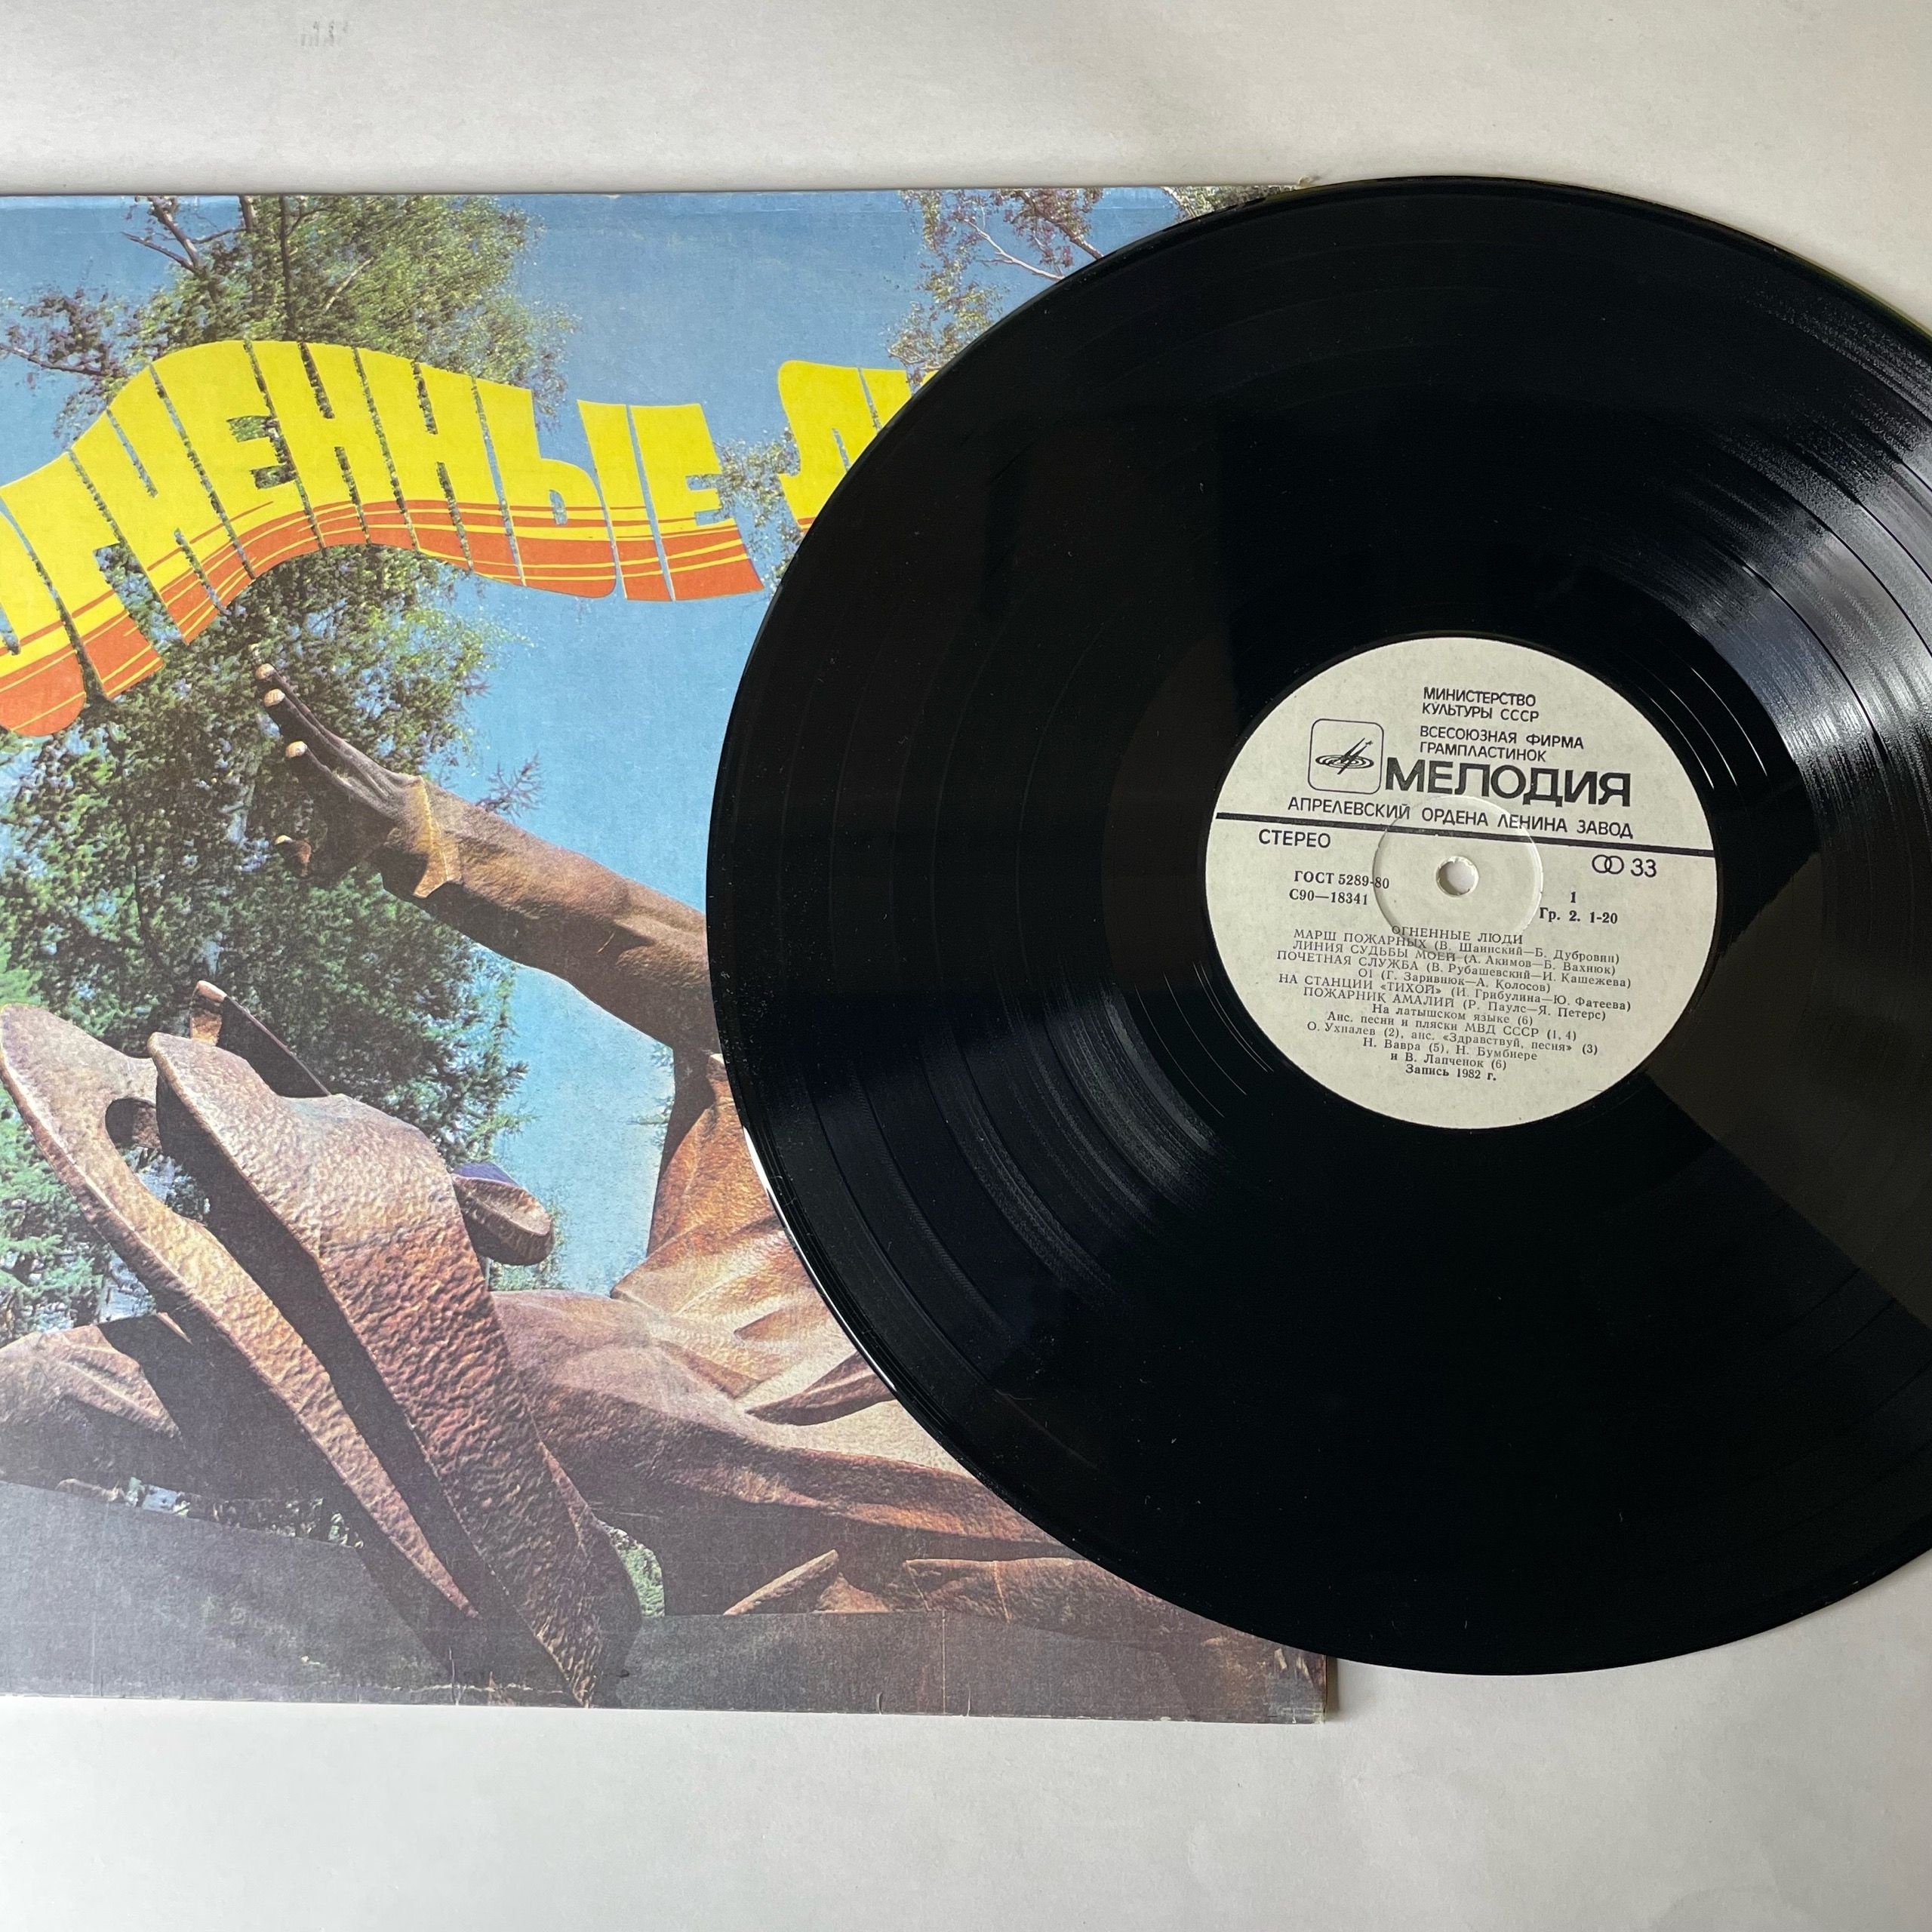 ОГНЕННЫЕ
МИНИСТЕРСТВО
КУЛЬТУРЫ СССР
ВСЕСОЮЗНАЯ ФИРМА
ГРАМПЛАСТИНОК
МЕЛОДИЯ
АПРЕЛЕВСКИЙ ОРДЕНА ЛЕНИНА ЗАВОД
СТЕРЕО
33
ГОСТ 5289-80
С90—18341
1
Гр. 2. 1-20
ОГНЕННЫЕ ЛЮДИ
МАРШ ПОЖАРНЫХ (В. Шаинский—Б. Дубровин)
ЛИНИЯ СУДЬБЫ МОЕЙ (А. Акимов—Б. Вахнюк)
ПОЧЕТНАЯ СЛУЖБА (В. Рубашевский—И. Кашежева)
01 (Г. Заривнюк—А. Колосов)
НА СТАНЦИИ «ТИХОЙ» (И. Грибулина—Ю. Фатеева)
ПОЖАРНИК АМАЛИЙ (Р. Паулс—Я. Петерс)
На латышском языке (6)
Анс. песни и пляски МВД СССР (1, 4)
О. Ухналев (2), анс. «Здравствуй, песня» (3)
Н. Вавра (5), Н. Бумбиере
и В. Лапченок (6)
Запись 1982 г.